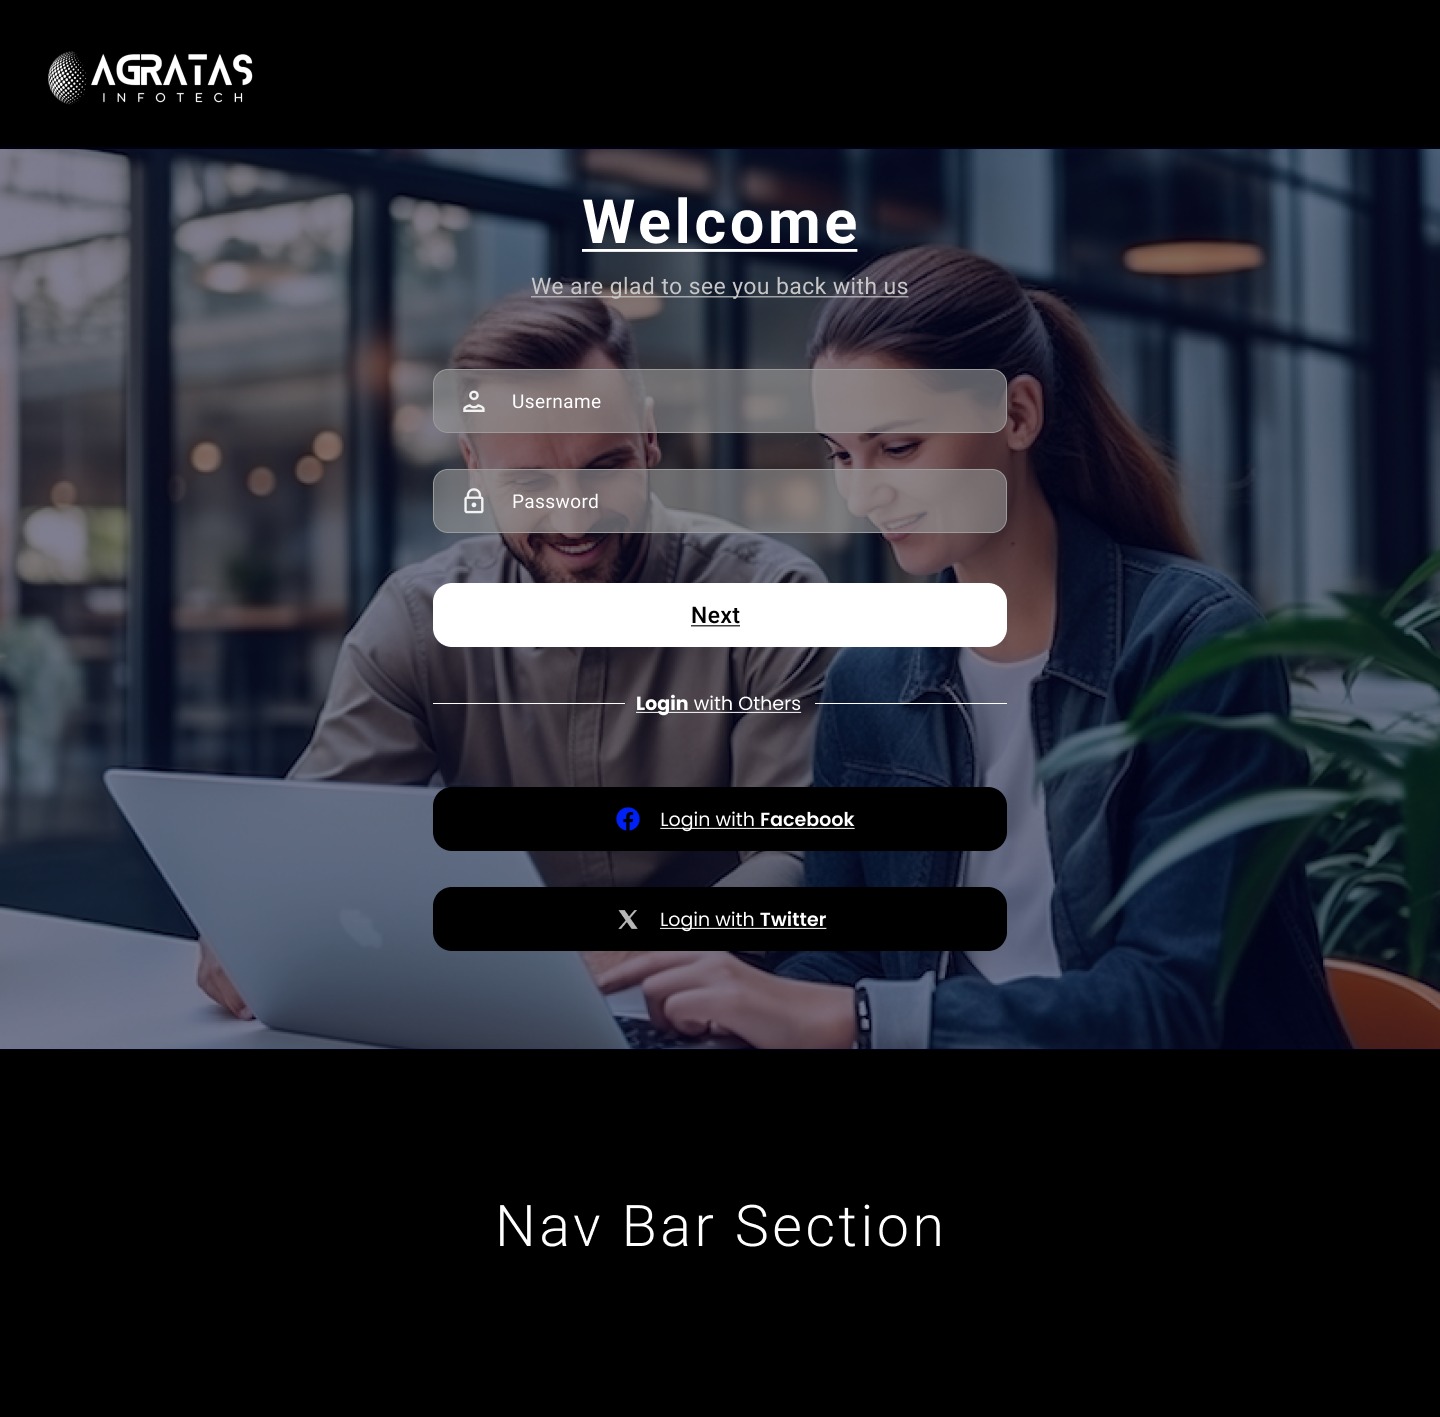 AGRATAS
INFOTECH
Welcome
We are glad to see you back with us
Username
Password
Next
Login with Others
Login with Facebook
Login with Twitter
Nav Bar Section